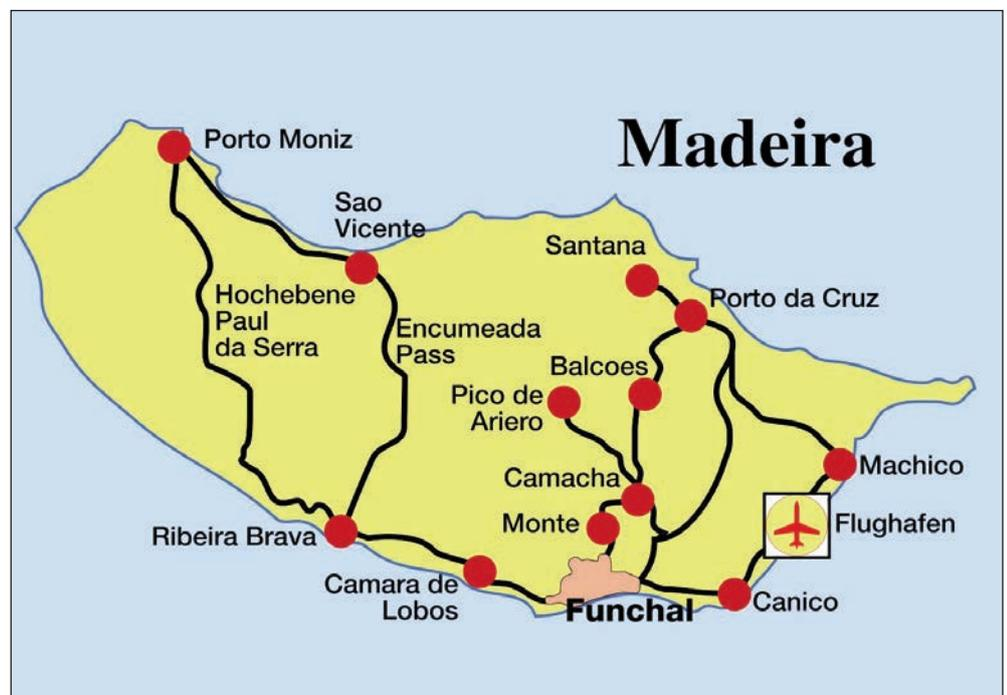 Madeira
Porto Moniz
Sao
Vicente
Santana
Porto da Cruz
Hochebene
Paul
da Serra
Encumeada
Pass
Balcoes
Pico de
Ariero
Camacha
Machico
Monte
Flughafen
Ribeira Brava
Camara de
Lobos
Funchal
Canico